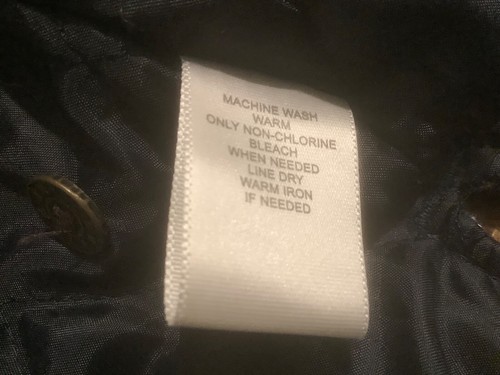 MACHINE WASH
WARM
ONLY NON-CHLORINE
BLEACH
WHEN NEEDED
LINE DRY
WARM IRON
IF NEEDED